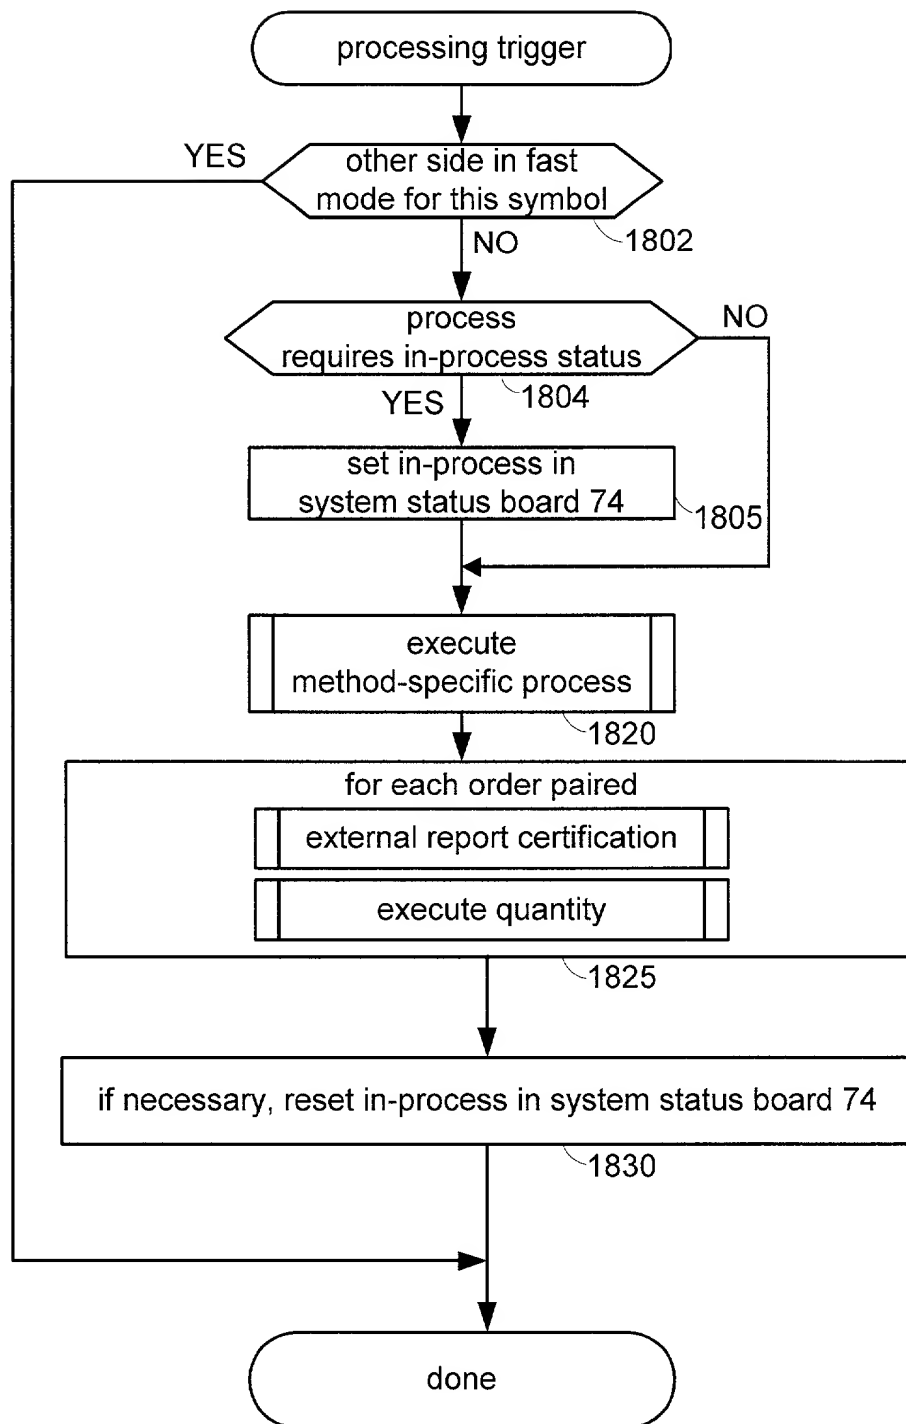 processing trigger
YES
other side in fast
mode for this symbol
1802
NO
process
requires in-process status
NO
1804
YES
set in-process in
system status board 74
1805
execute
method-specific process
1820
for each order paired
external report certification
execute quantity
1825
if necessary, reset in-process in system status board 74
1830
done